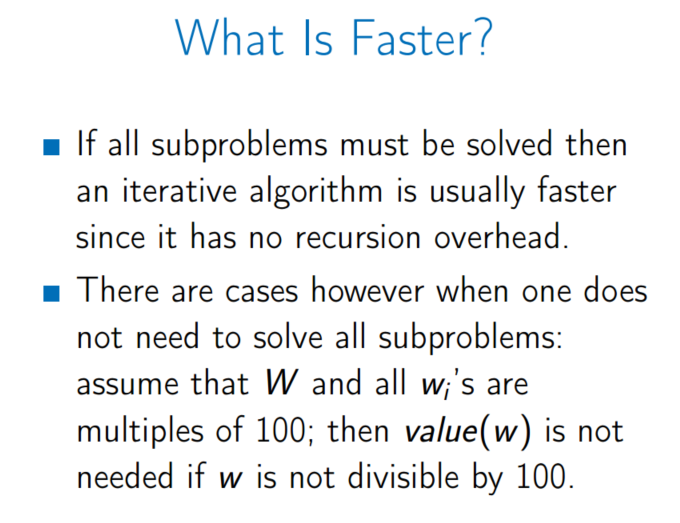 What Is Faster?
If all subproblems must be solved then
an iterative algorithm is usually faster
since it has no recursion overhead.
There are cases however when one does
not need to solve all subproblems:
assume that W and all wᵢ's are
multiples of 100; then value(w) is not
needed if w is not divisible by 100.